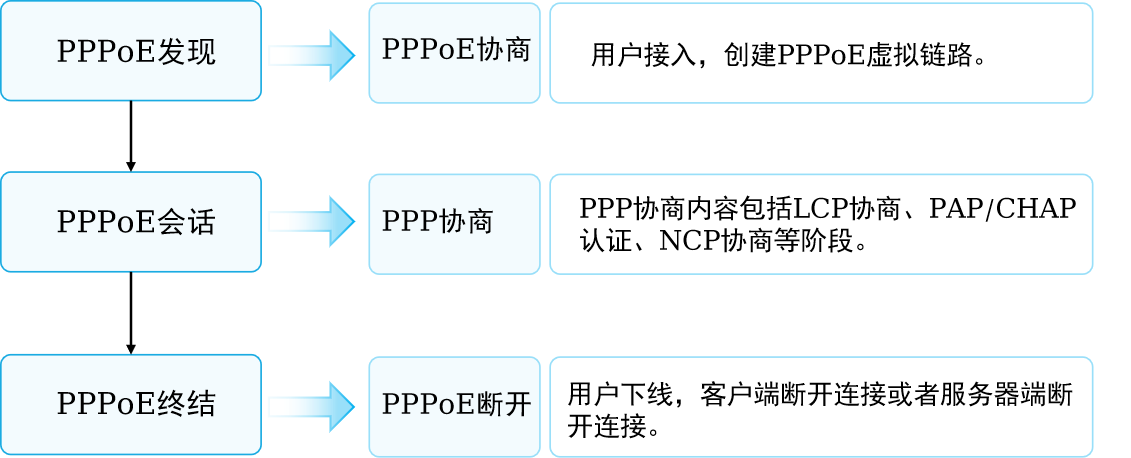 PPPoE发现
PPPoE协商
用户接入，创建PPPoE虚拟链路。
PPPoE会话
PPP协商
PPP协商内容包括LCP协商、PAP/CHAP
认证、NCP协商等阶段。
PPPoE终结
PPPoE断开
用户下线，客户端断开连接或者服务器端断
开连接。